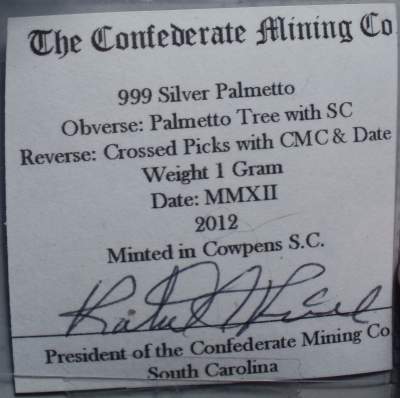 The Confederate Mining Co
999 Silver Palmetto
Obverse: Palmetto Tree with SC
Reverse: Crossed Picks with CMC & Date
Weight 1 Gram
Date: MMXII
2012
Minted in Cowpens S.C.
President of the Confederate Mining Co
South Carolina